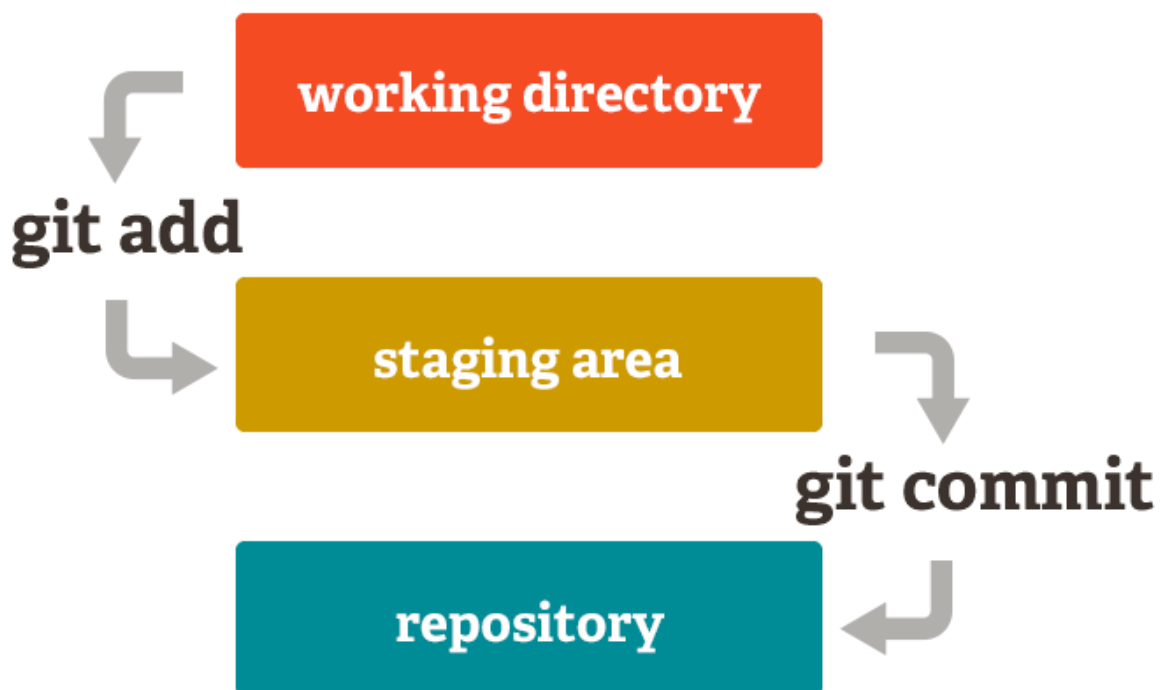 working directory
git add
staging area
git commit
repository